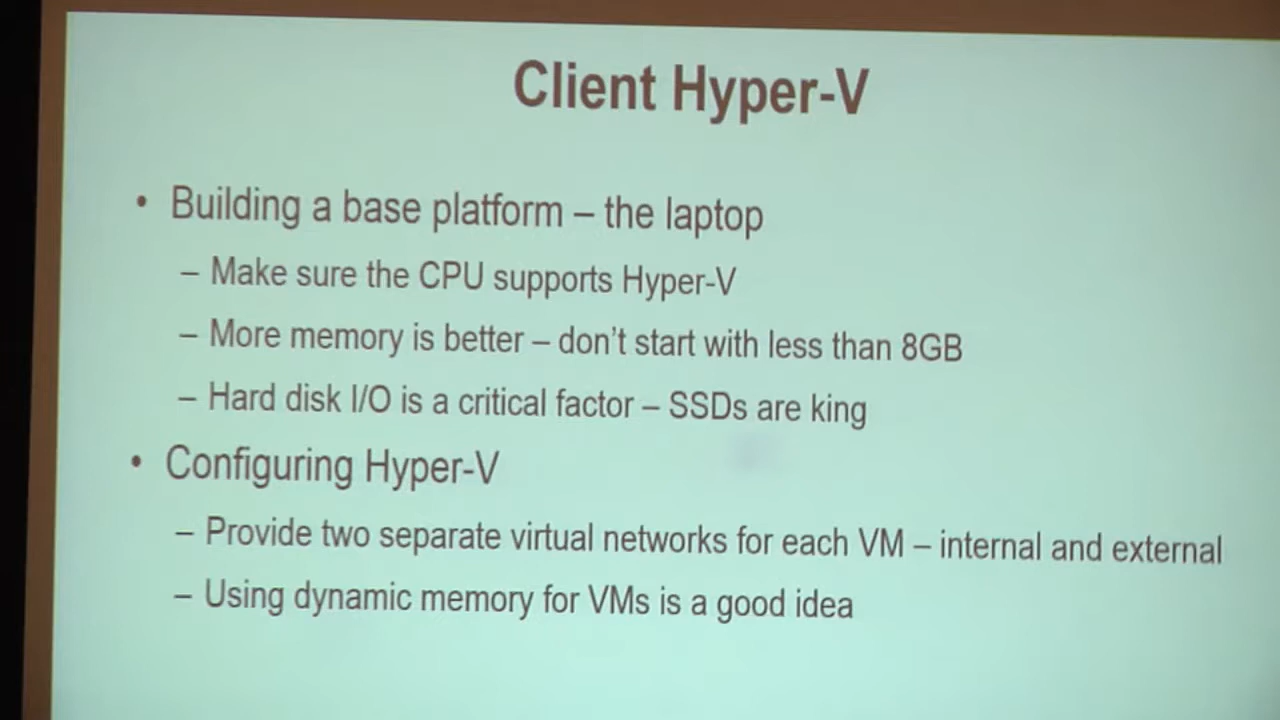 Client Hyper-V
• Building a base platform – the laptop
– Make sure the CPU supports Hyper-V
– More memory is better – don't start with less than 8GB
– Hard disk I/O is a critical factor – SSDs are king
• Configuring Hyper-V
– Provide two separate virtual networks for each VM – internal and external
– Using dynamic memory for VMs is a good idea